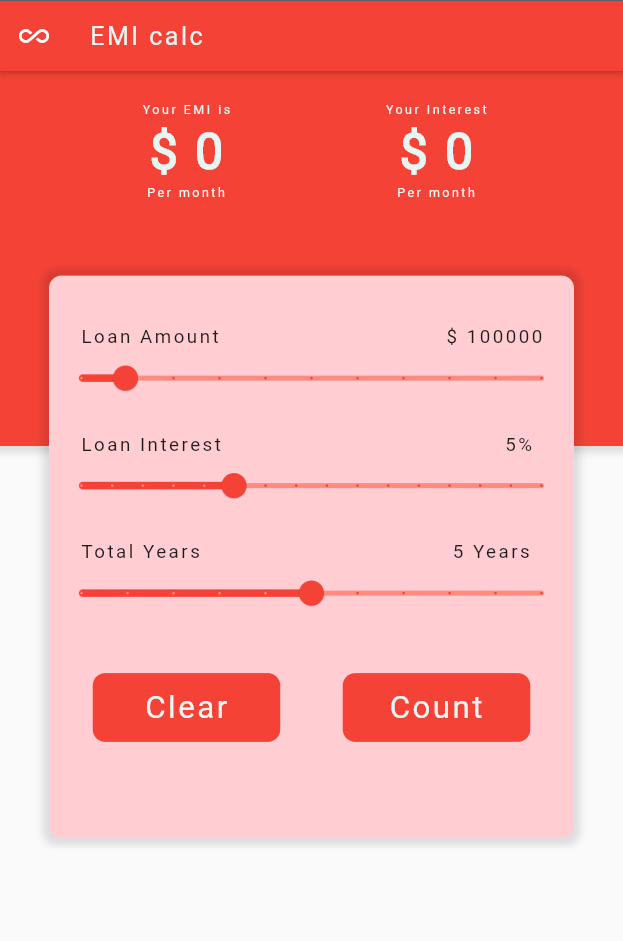 EMI calc
Your EMI is
$ 0
Per month
Your Interest
$ 0
Per month
Loan Amount $ 100000
Loan Interest 5%
Total Years 5 Years
Clear Count